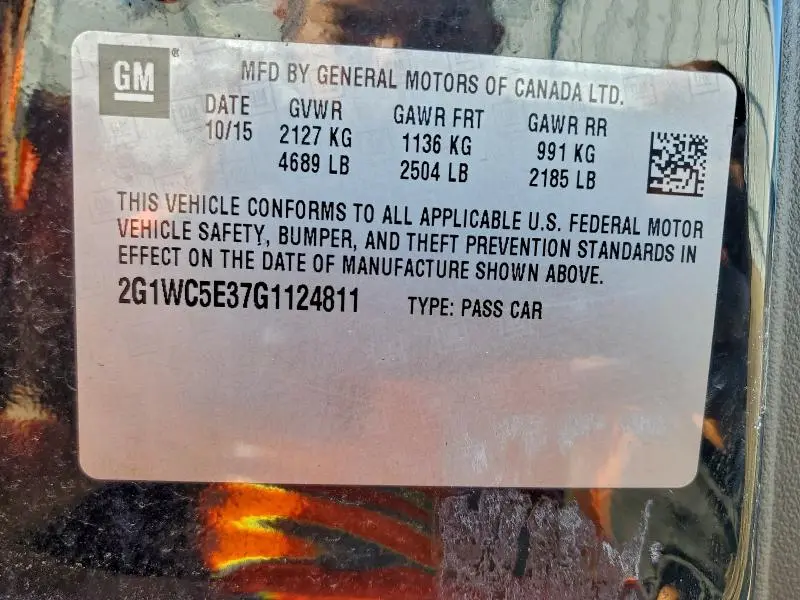 GM ®
MFD BY GENERAL MOTORS OF CANADA LTD.
DATE GVWR GAWR FRT GAWR RR
10/15 2127 KG 1136 KG 991 KG
4689 LB 2504 LB 2185 LB
THIS VEHICLE CONFORMS TO ALL APPLICABLE U.S. FEDERAL MOTOR
VEHICLE SAFETY, BUMPER, AND THEFT PREVENTION STANDARDS IN
EFFECT ON THE DATE OF MANUFACTURE SHOWN ABOVE.
2G1WC5E37G1124811 TYPE: PASS CAR